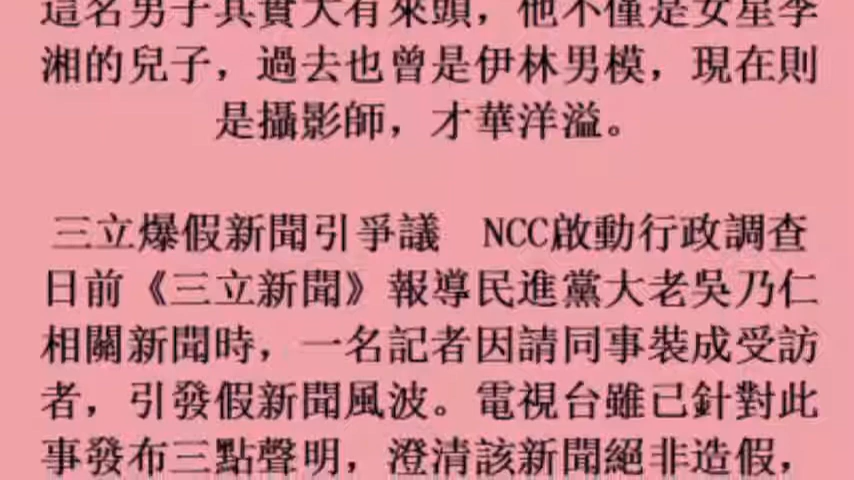 這名男子其實大有來頭，他不僅是女星李
湘的兒子，過去也曾是伊林男模，現在則
是攝影師，才華洋溢。
三立爆假新聞引爭議　NCC啟動行政調查
日前《三立新聞》報導民進黨大老吳乃仁
相關新聞時，一名記者因請同事裝成受訪
者，引發假新聞風波。電視台雖已針對此
事發布三點聲明，澄清該新聞絕非造假，